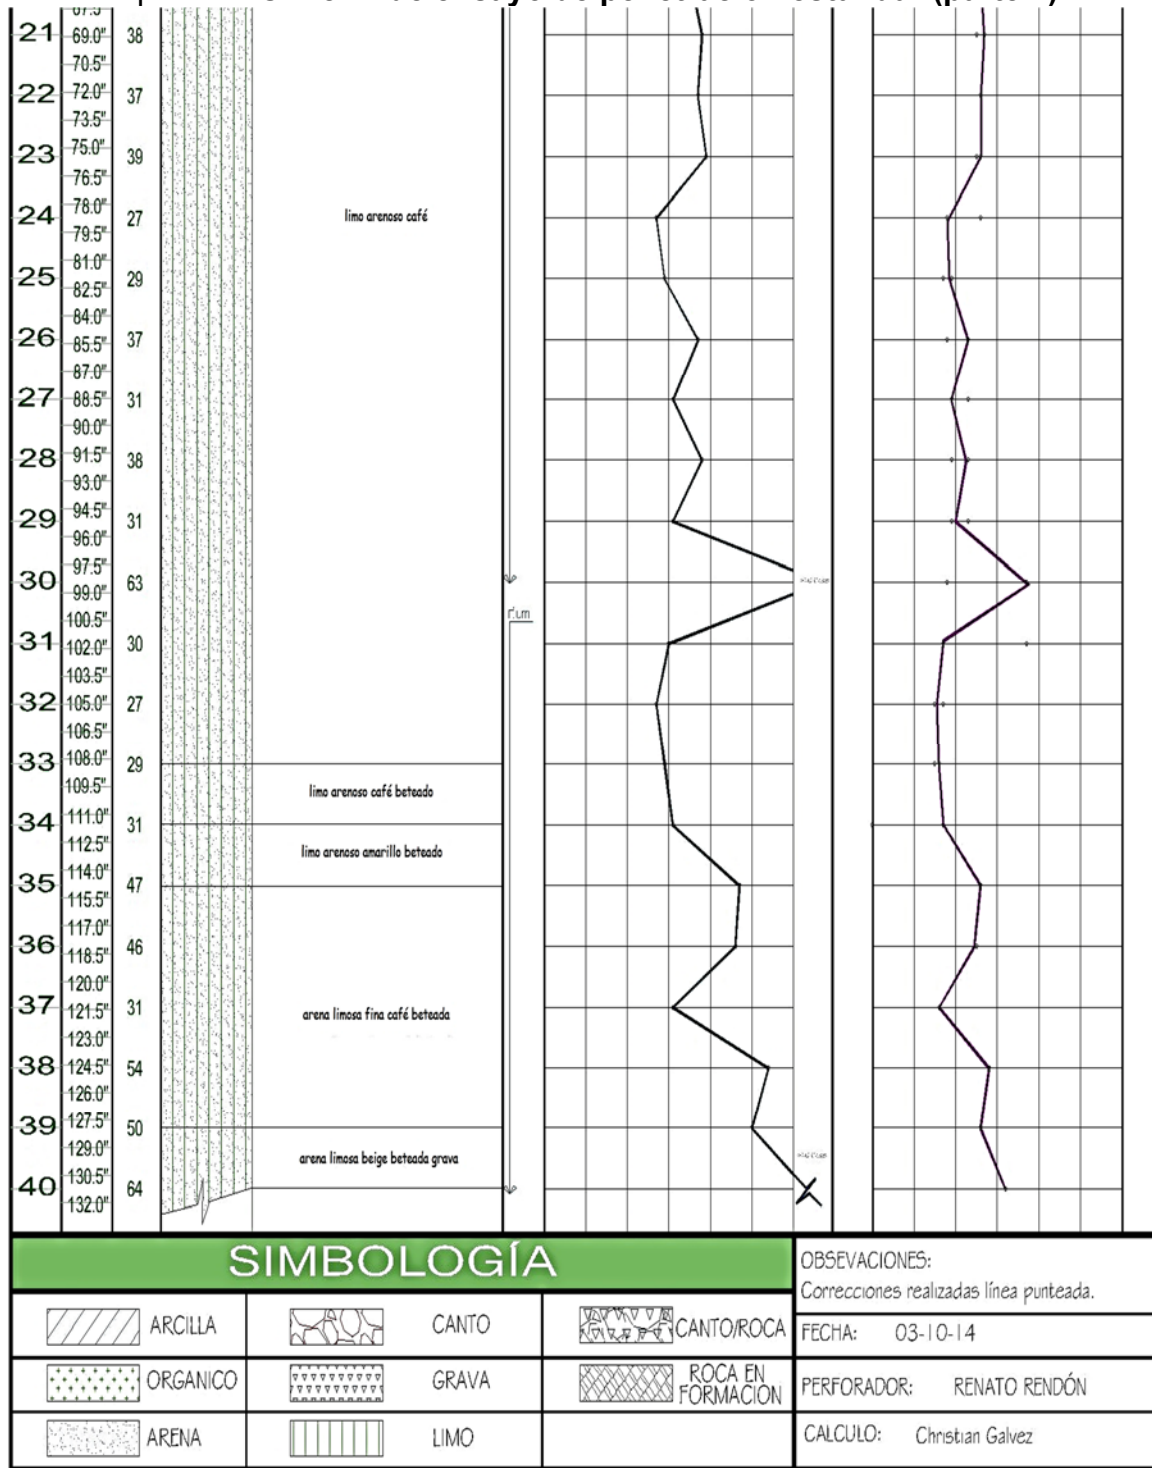 21 69.0" 38
70.5"
22 72.0" 37
73.5"
23 75.0" 39
76.5"
78.0"
24 27 limo arenoso café
79.5"
81.0"
25 29
82.5"
84.0"
26 85.5" 37
87.0"
27 88.5" 31
90.0"
28 91.5" 38
93.0"
94.5"
29 31
96.0"
97.5"
30 63
99.0"
100.5"
31 102.0" 30
103.5"
32 105.0" 27
106.5"
33 108.0" 29
109.5" limo arenoso café beteado
111.0"
34 31
112.5"
limo arenoso amarillo beteado
114.0"
35 47
115.5"
117.0"
36 118.5" 46
120.0"
37 121.5" 31 arena limosa fina café beteada
123.0"
38 124.5" 54
126.0"
127.5"
39 50
129.0"
arena limosa beige beteada grava
130.5"
40 64
132.0"
SIMBOLOGÍA
ARCILLA CANTO CANTO/ROCA
ORGANICO GRAVA ROCA EN
FORMACION
ARENA LIMO
OBSEVACIONES:
Correcciones realizadas línea punteada.
FECHA: 03-10-14
PERFORADOR: RENATO RENDÓN
CALCULO: Christian Galvez